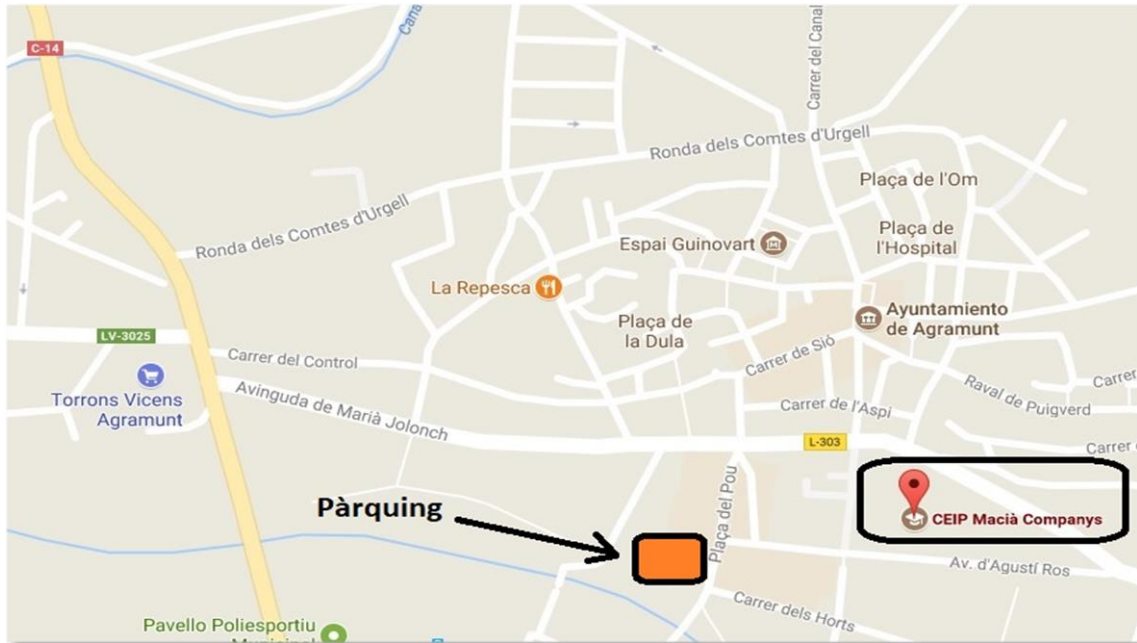 C-14
Cana
Carrer del Canal
Ronda dels Comtes d'Urgell
Plaça de l'Om
Plaça de
l'Hospital
Ronda dels Comtes d'Urgell
Espai Guinovart
La Repesca
Ayuntamiento
de Agramunt
Plaça de
la Dula
LV-3025
Carrer de Sió
Carrer del Control
Torrons Vicens
Agramunt
Avinguda de Marià Jolonch
Raval de Puigverd
Carrer
Carrer de l'Aspi
L-303
Carrer d
Plaça del Pou
Pàrquing
CEIP Macià Companys
Av. d'Agustí Ros
Carrer dels Horts
Pavello Poliesportiu